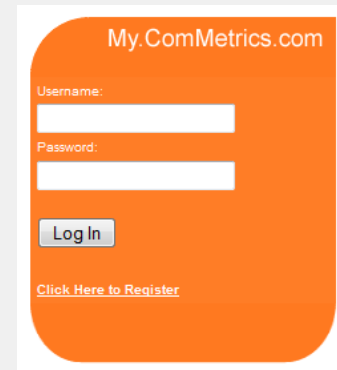 My.ComMetrics.com
Username:
Password:
Log In
Click Here to Register